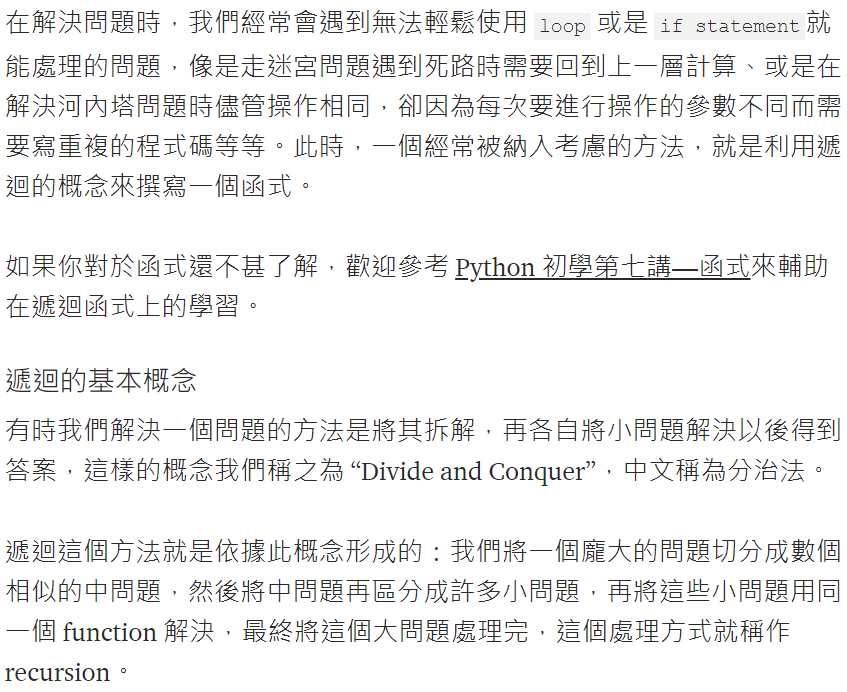 在解決問題時，我們經常會遇到無法輕鬆使用 loop 或是 if statement 就
能處理的問題，像是走迷宮問題遇到死路時需要回到上一層計算、或是在
解決河內塔問題時儘管操作相同，卻因為每次要進行操作的參數不同而需
要寫重複的程式碼等等。此時，一個經常被納入考慮的方法，就是利用遞
迴的概念來撰寫一個函式。
如果你對於函式還不甚了解，歡迎參考 Python 初學第七講—函式來輔助
在遞迴函式上的學習。
遞迴的基本概念
有時我們解決一個問題的方法是將其拆解，再各自將小問題解決以後得到
答案，這樣的概念我們稱之為 “Divide and Conquer”，中文稱為分治法。
遞迴這個方法就是依據此概念形成的：我們將一個龐大的問題切分成數個
相似的中問題，然後將中問題再區分成許多小問題，再將這些小問題用同
一個 function 解決，最終將這個大問題處理完，這個處理方式就稱作
recursion。